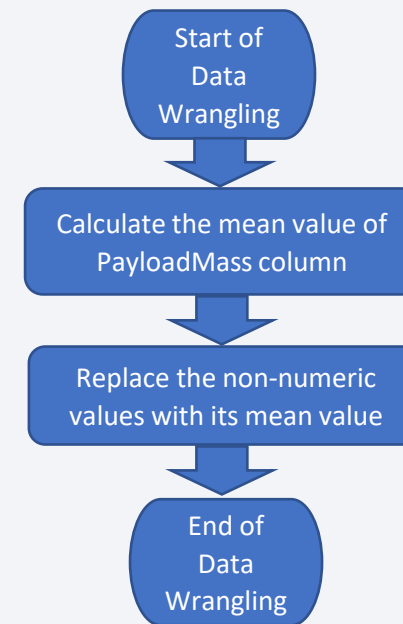 Start of
Data
Wrangling
Calculate the mean value of
PayloadMass column
Replace the non-numeric
values with its mean value
End of
Data
Wrangling